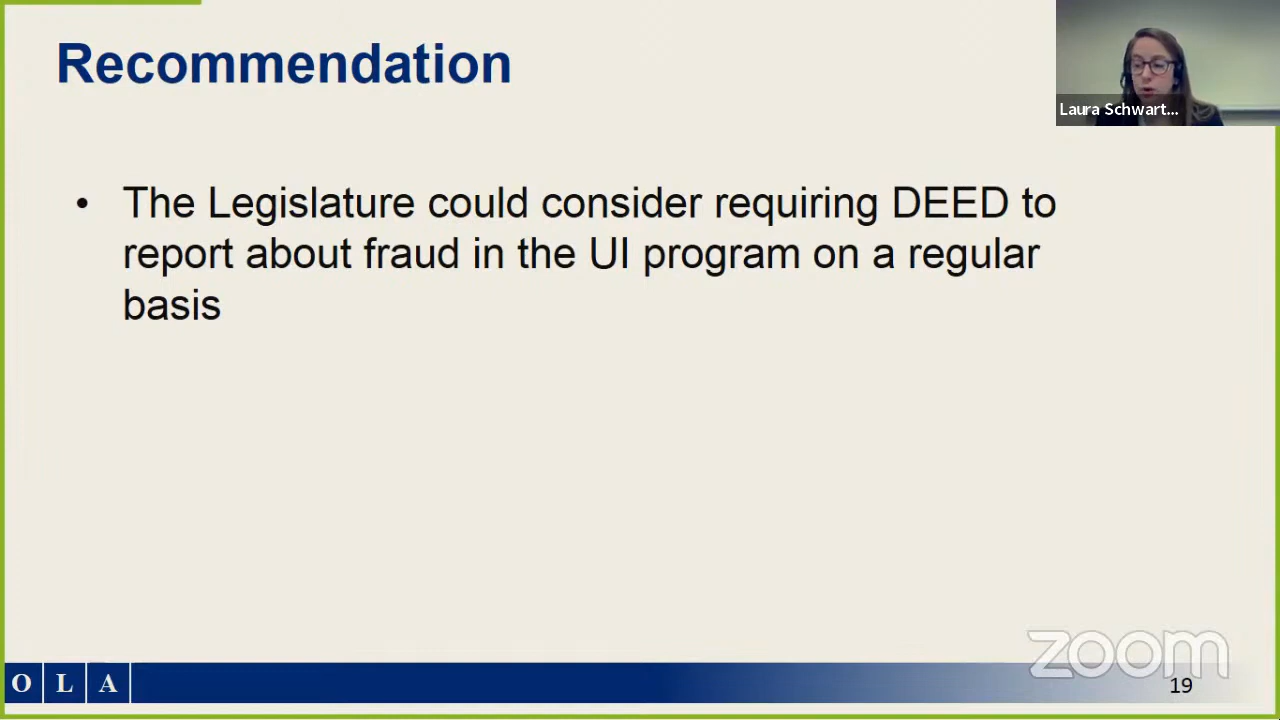 Recommendation
Laura Schwart...
• The Legislature could consider requiring DEED to
report about fraud in the UI program on a regular
basis
zoom
O L A
19